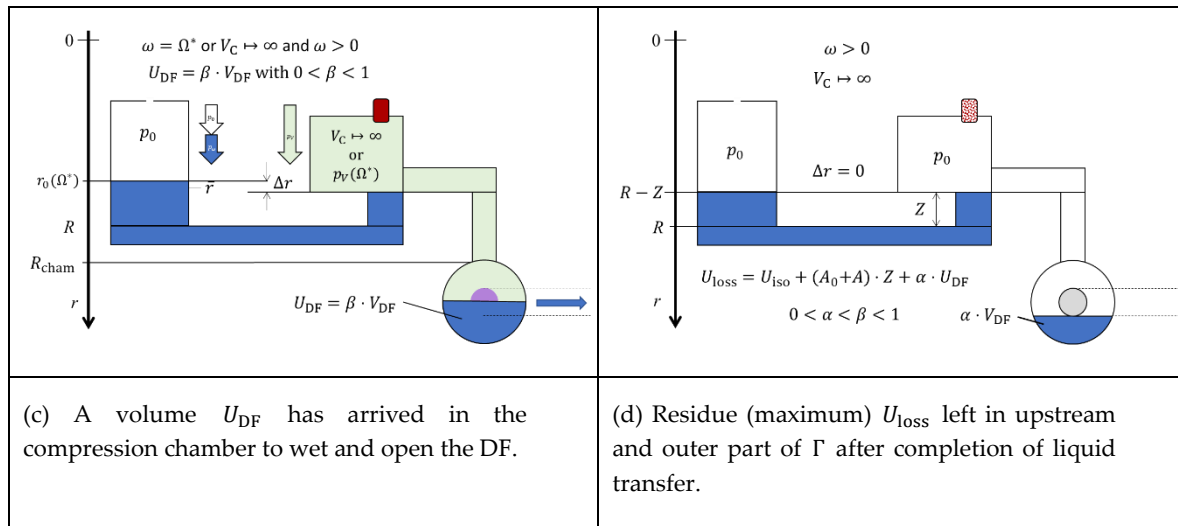 0
ω = Ω* or V_C ↦ ∞ and ω > 0
U_DF = β · V_DF with 0 < β < 1
p_0
p_0
p_V
V_C ↦ ∞
or
p_V(Ω*)
r_0(Ω*)
r̄
Δr
R
R_cham
r
U_DF = β · V_DF
(c) A volume U_DF has arrived in the
compression chamber to wet and open the DF.
0
ω > 0
V_C ↦ ∞
p_0
p_0
Δr = 0
R − Z
Z
R
U_loss = U_iso + (A_0+A) · Z + α · U_DF
r
0 < α < β < 1
α · V_DF
(d) Residue (maximum) U_loss left in upstream
and outer part of Γ after completion of liquid
transfer.